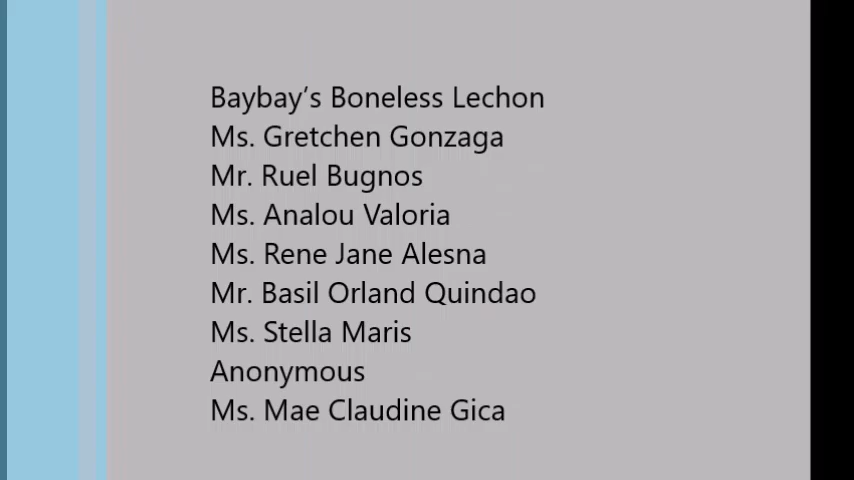 Baybay's Boneless Lechon
Ms. Gretchen Gonzaga
Mr. Ruel Bugnos
Ms. Analou Valoria
Ms. Rene Jane Alesna
Mr. Basil Orland Quindao
Ms. Stella Maris
Anonymous
Ms. Mae Claudine Gica